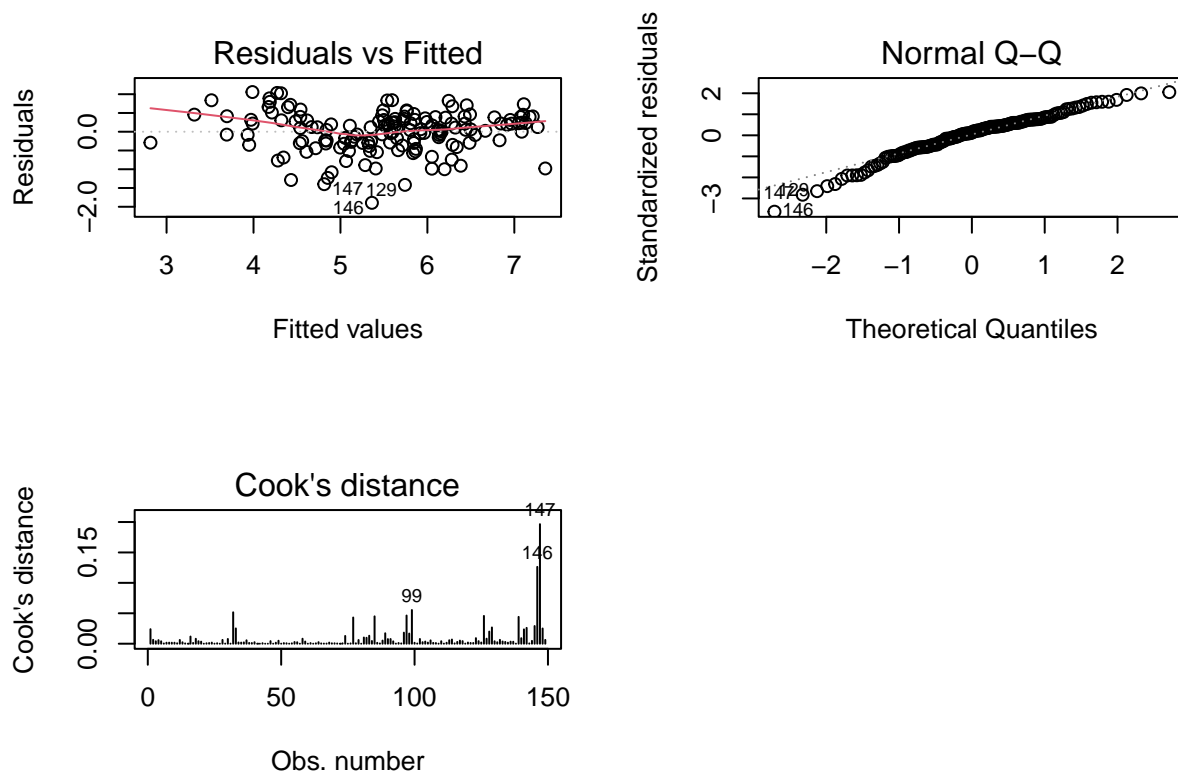 Residuals vs Fitted
Residuals
0.0
−2.0
147
129
146
3 4 5 6 7
Fitted values
Normal Q−Q
Standardized residuals
2
0
−3
147
129
146
−2 −1 0 1 2
Theoretical Quantiles
Cook's distance
Cook's distance
0.15
0.00
147
146
99
0 50 100 150
Obs. number